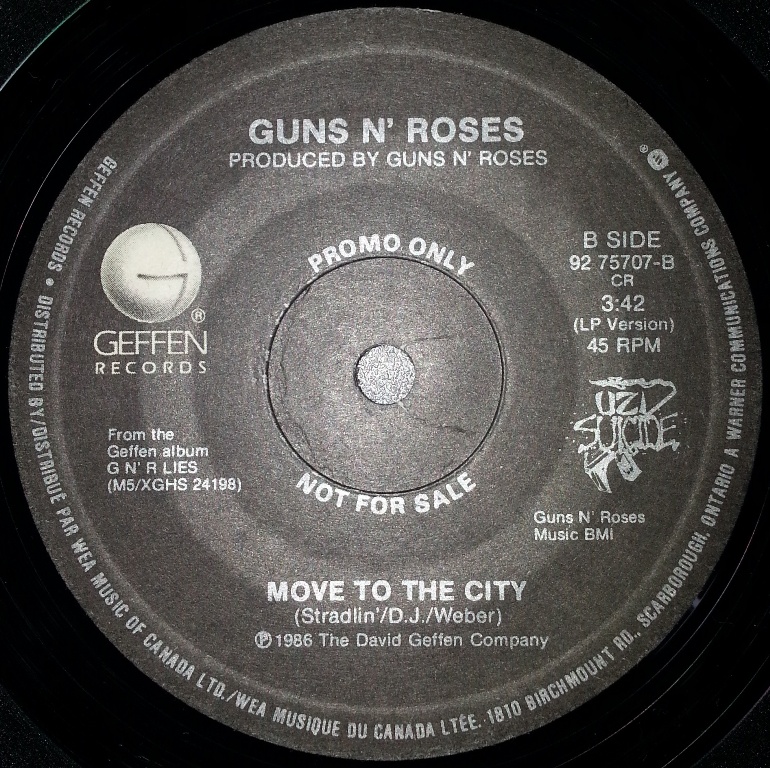 GUNS N' ROSES
PRODUCED BY GUNS N' ROSES
PROMO ONLY
B SIDE
92 75707-B
CR
3:42
(LP Version)
45 RPM
®
GEFFEN
RECORDS
UZI
SUICIDE
From the
Geffen album
G N' R LIES
(M5/XGHS 24198)
NOT FOR SALE
Guns N' Roses
Music BMI
MOVE TO THE CITY
(Stradlin'/D.J./Weber)
℗ 1986 The David Geffen Company
GEFFEN RECORDS • DISTRIBUTED BY/DISTRIBUÉ PAR WEA MUSIC OF CANADA LTD./WEA MUSIQUE DU CANADA LTÉE. 1810 BIRCHMOUNT RD., SCARBOROUGH, ONTARIO A WARNER COMMUNICATIONS COMPANY ®